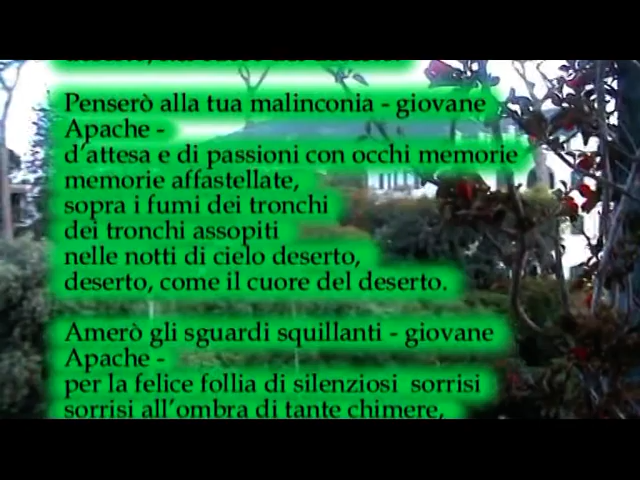 Penserò alla tua malinconia - giovane
Apache -
d'attesa e di passioni con occhi memorie
memorie affastellate,
sopra i fumi dei tronchi
dei tronchi assopiti
nelle notti di cielo deserto,
deserto, come il cuore del deserto.
Amerò gli sguardi squillanti - giovane
Apache -
per la felice follia di silenziosi sorrisi
sorrisi all'ombra di tante chimere,